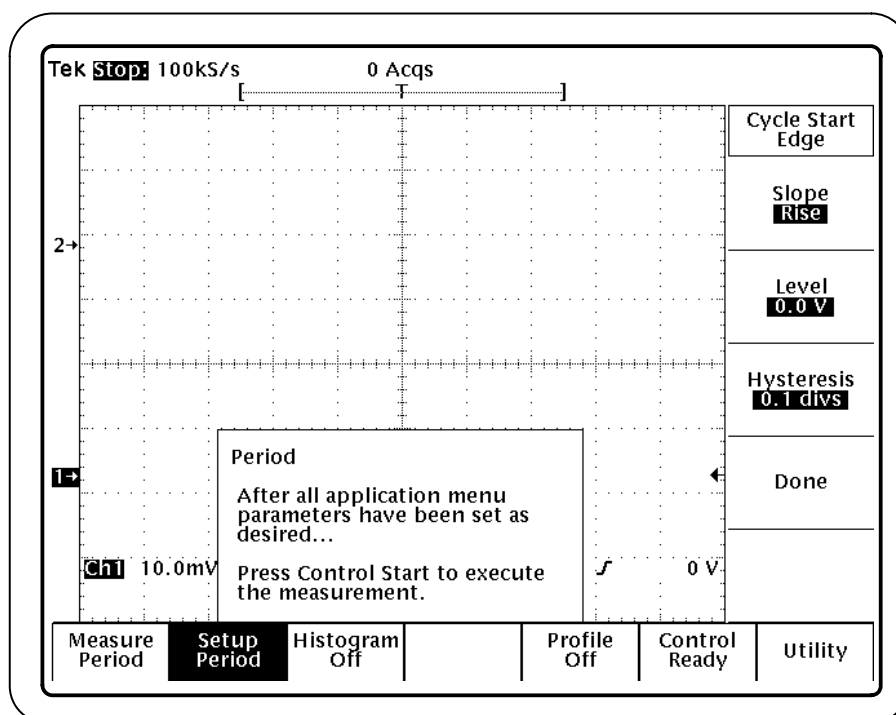 Tek Stop: 100kS/s 0 Acqs
[ T ]
Cycle Start
Edge
Slope
Rise
2→
Level
0.0 V
Hysteresis
0.1 divs
Period
1→
After all application menu
parameters have been set as
desired...
Done
Ch1 10.0mV
Press Control Start to execute
the measurement.
0 V
Measure
Period
Setup
Period
Histogram
Off
Profile
Off
Control
Ready
Utility